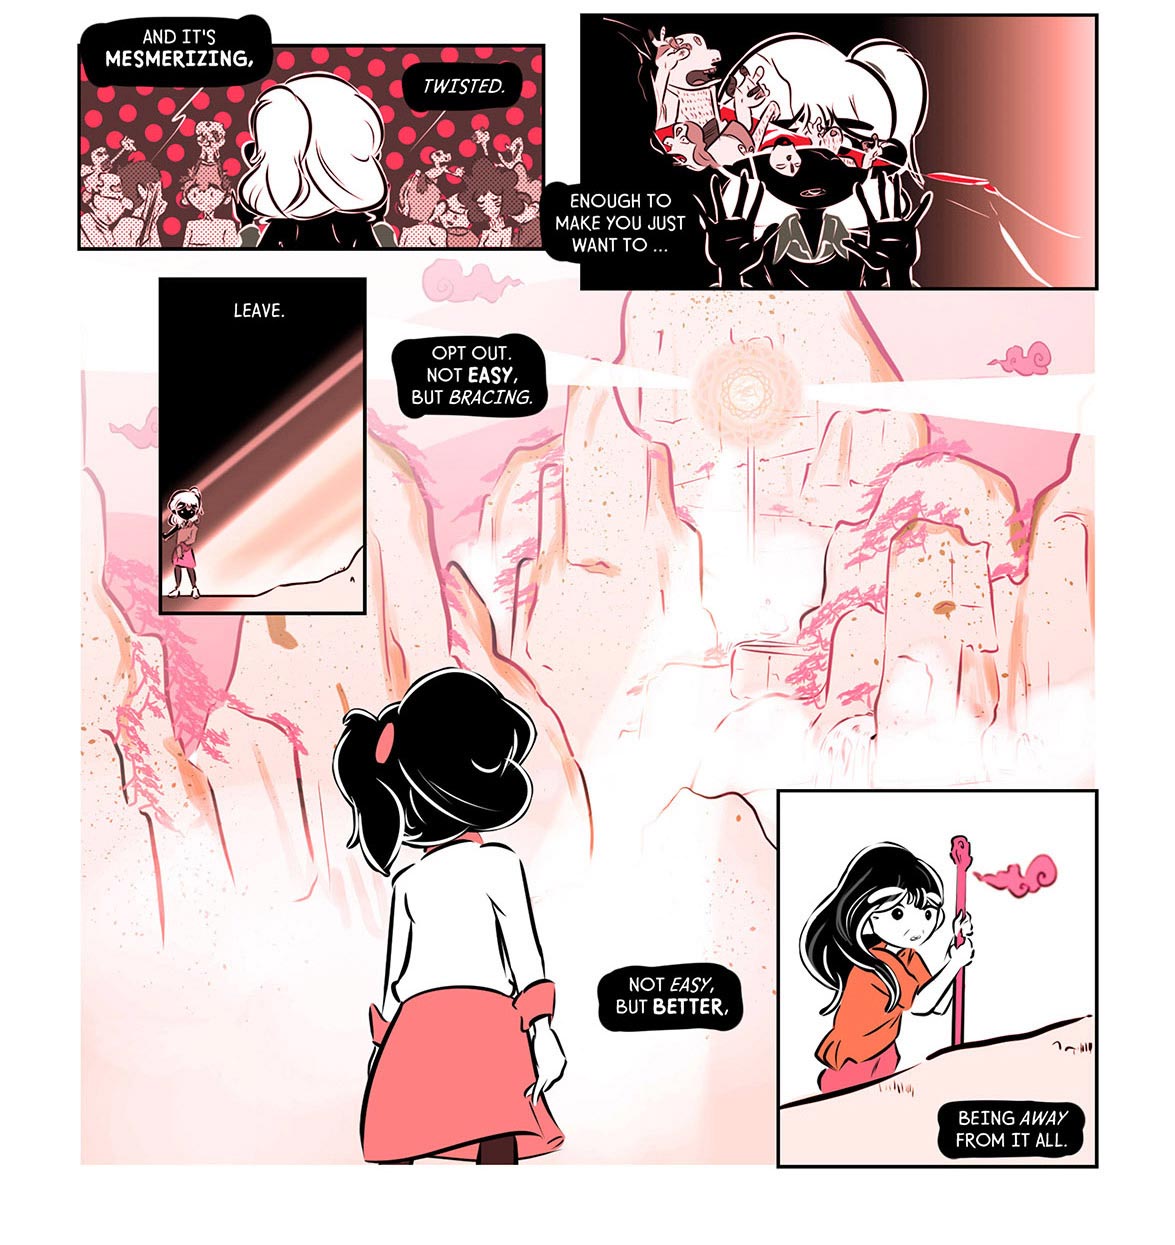 AND IT'S
MESMERIZING,
TWISTED.
ENOUGH TO
MAKE YOU JUST
WANT TO ...
LEAVE.
OPT OUT.
NOT EASY,
BUT BRACING.
NOT EASY,
BUT BETTER,
BEING AWAY
FROM IT ALL.